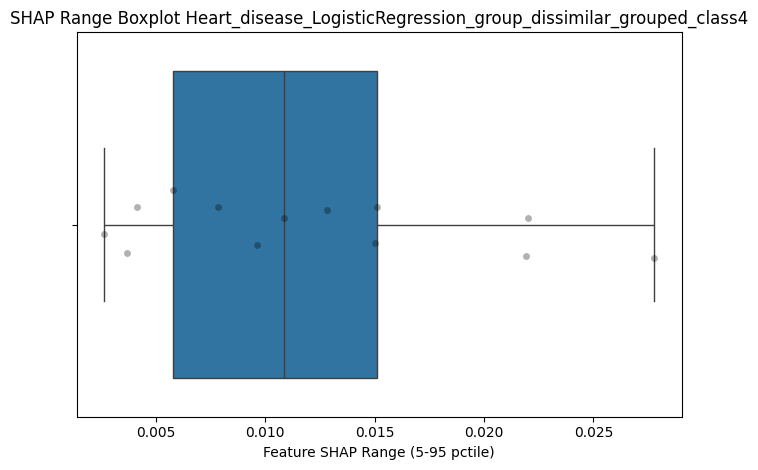 SHAP Range Boxplot Heart_disease_LogisticRegression_group_dissimilar_grouped_class4
0.005 0.010 0.015 0.020 0.025
Feature SHAP Range (5-95 pctile)